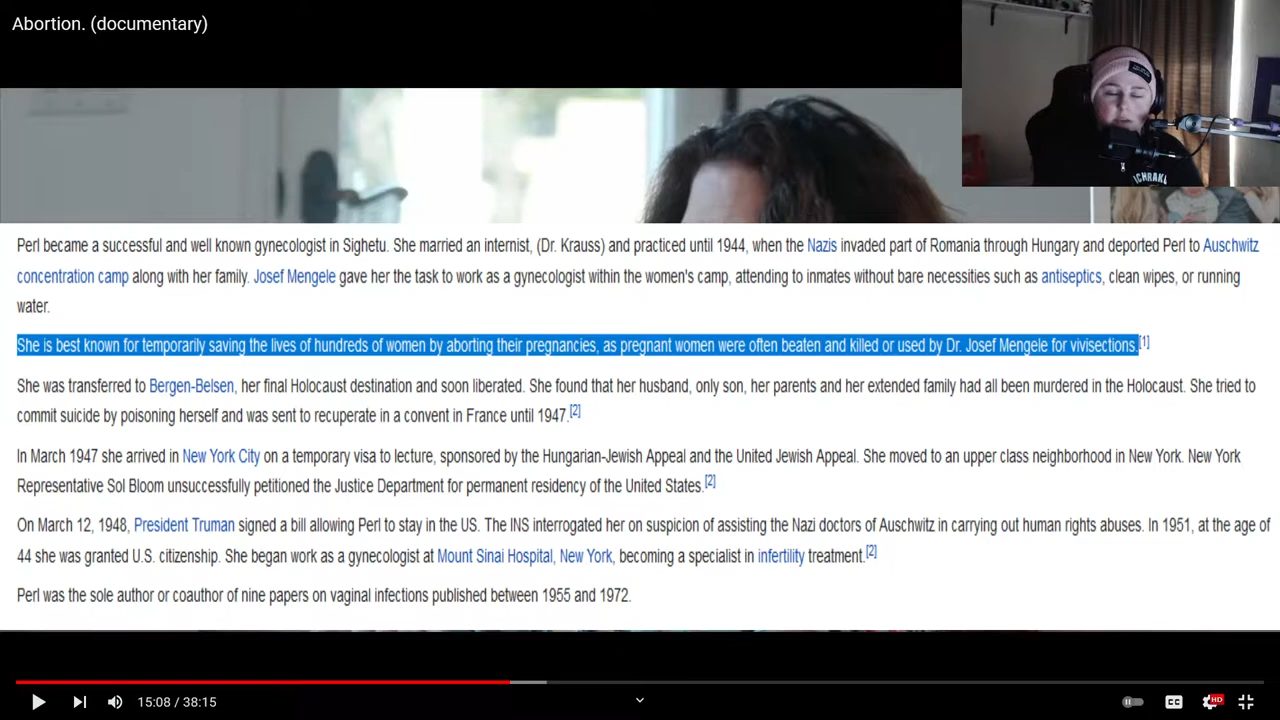 Abortion. (documentary)
Perl became a successful and well known gynecologist in Sighetu. She married an internist, (Dr. Krauss) and practiced until 1944, when the Nazis invaded part of Romania through Hungary and deported Perl to Auschwitz
concentration camp along with her family. Josef Mengele gave her the task to work as a gynecologist within the women's camp, attending to inmates without bare necessities such as antiseptics, clean wipes, or running
water.
She is best known for temporarily saving the lives of hundreds of women by aborting their pregnancies, as pregnant women were often beaten and killed or used by Dr. Josef Mengele for vivisections.[1]
She was transferred to Bergen-Belsen, her final Holocaust destination and soon liberated. She found that her husband, only son, her parents and her extended family had all been murdered in the Holocaust. She tried to
commit suicide by poisoning herself and was sent to recuperate in a convent in France until 1947.[2]
In March 1947 she arrived in New York City on a temporary visa to lecture, sponsored by the Hungarian-Jewish Appeal and the United Jewish Appeal. She moved to an upper class neighborhood in New York. New York
Representative Sol Bloom unsuccessfully petitioned the Justice Department for permanent residency of the United States.[2]
On March 12, 1948, President Truman signed a bill allowing Perl to stay in the US. The INS interrogated her on suspicion of assisting the Nazi doctors of Auschwitz in carrying out human rights abuses. In 1951, at the age of
44 she was granted U.S. citizenship. She began work as a gynecologist at Mount Sinai Hospital, New York, becoming a specialist in infertility treatment.[2]
Perl was the sole author or coauthor of nine papers on vaginal infections published between 1955 and 1972.
15:08 / 38:15
CC
HD